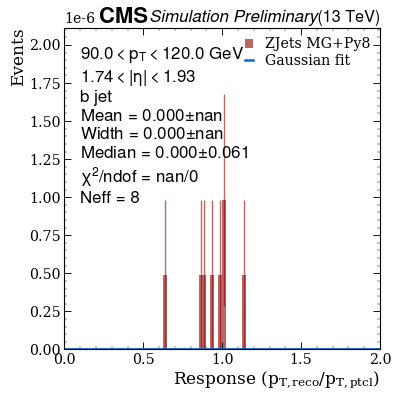 1e-6 CMS Simulation Preliminary (13 TeV)
Events
90.0 < pT < 120.0 GeV
1.74 < |η| < 1.93
b jet
Mean = 0.000±nan
Width = 0.000±nan
Median = 0.000±0.061
χ²/ndof = nan/0
Neff = 8
ZJets MG+Py8
Gaussian fit
2.00
1.75
1.50
1.25
1.00
0.75
0.50
0.25
0.00
0.0 0.5 1.0 1.5 2.0
Response (pT,reco/pT,ptcl)